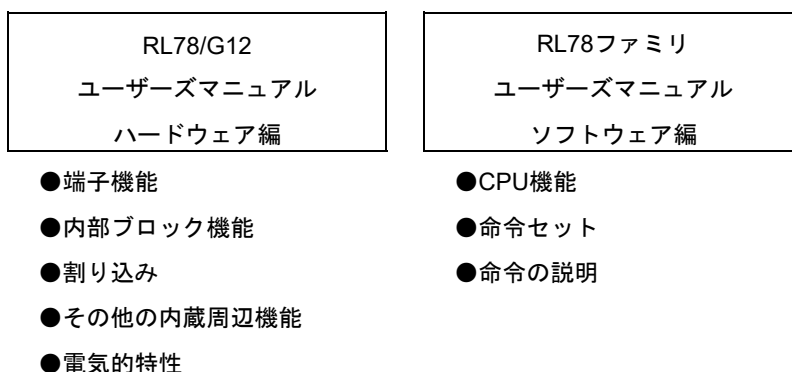 RL78/G12
ユーザーズマニュアル
ハードウェア編
●端子機能
●内部ブロック機能
●割り込み
●その他の内蔵周辺機能
●電気的特性
RL78ファミリ
ユーザーズマニュアル
ソフトウェア編
●CPU機能
●命令セット
●命令の説明